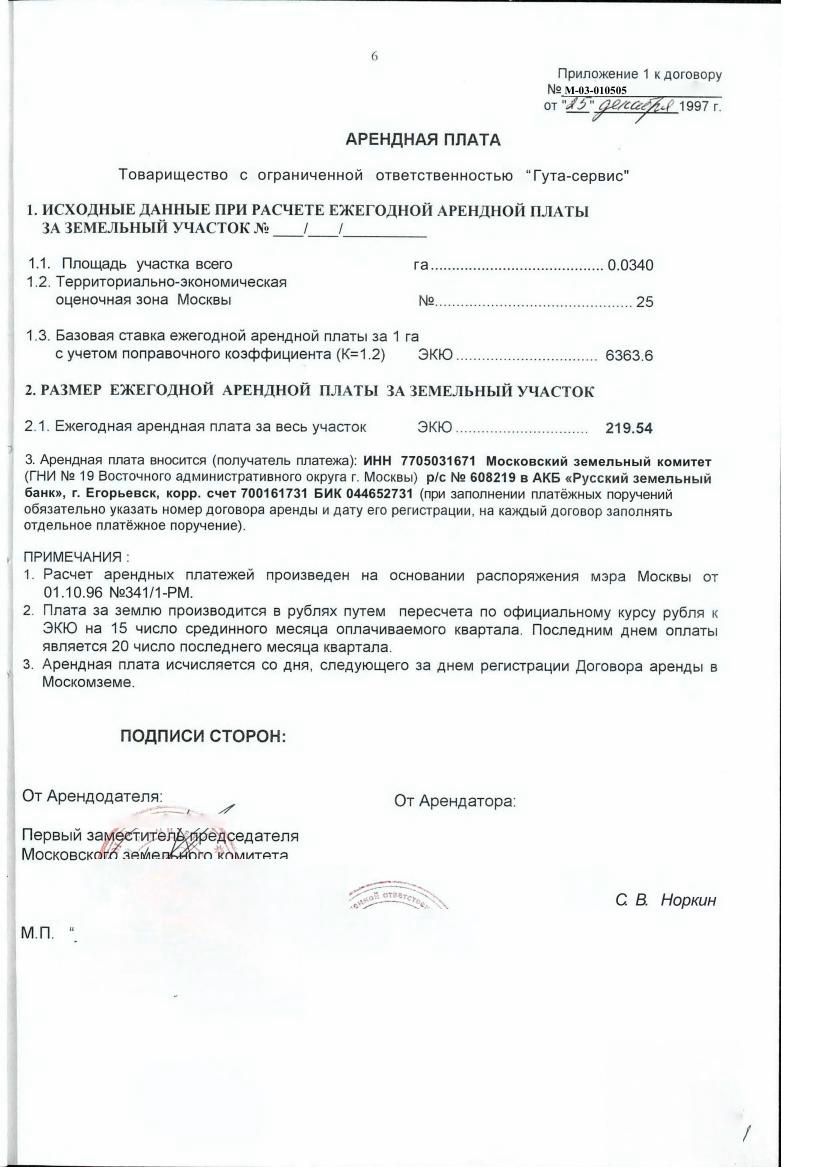 6
Приложение 1 к договору
№ М-03-010505
от "25" декабря 1997 г.
АРЕНДНАЯ ПЛАТА
Товарищество с ограниченной ответственностью “Гута-сервис"
1. ИСХОДНЫЕ ДАННЫЕ ПРИ РАСЧЕТЕ ЕЖЕГОДНОЙ АРЕНДНОЙ ПЛАТЫ
ЗА ЗЕМЕЛЬНЫЙ УЧАСТОК № ____/____/___________
1.1. Площадь участка всего га.......................................... 0.0340
1.2. Территориально-экономическая
оценочная зона Москвы №................................................ 25
1.3. Базовая ставка ежегодной арендной платы за 1 га
с учетом поправочного коэффициента (К=1.2) ЭКЮ.................................. 6363.6
2. РАЗМЕР ЕЖЕГОДНОЙ АРЕНДНОЙ ПЛАТЫ ЗА ЗЕМЕЛЬНЫЙ УЧАСТОК
2.1. Ежегодная арендная плата за весь участок ЭКЮ................................ 219.54
3. Арендная плата вносится (получатель платежа): ИНН 7705031671 Московский земельный комитет
(ГНИ № 19 Восточного административного округа г. Москвы) р/с № 608219 в АКБ «Русский земельный
банк», г. Егорьевск, корр. счет 700161731 БИК 044652731 (при заполнении платёжных поручений
обязательно указать номер договора аренды и дату его регистрации, на каждый договор заполнять
отдельное платёжное поручение).
ПРИМЕЧАНИЯ :
1. Расчет арендных платежей произведен на основании распоряжения мэра Москвы от
01.10.96 №341/1-РМ.
2. Плата за землю производится в рублях путем пересчета по официальному курсу рубля к
ЭКЮ на 15 число срединного месяца оплачиваемого квартала. Последним днем оплаты
является 20 число последнего месяца квартала.
3. Арендная плата исчисляется со дня, следующего за днем регистрации Договора аренды в
Москомземе.
ПОДПИСИ СТОРОН:
От Арендодателя:
От Арендатора:
Первый заместитель председателя
Московского земельного комитета
С. В. Норкин
М.П. “
1